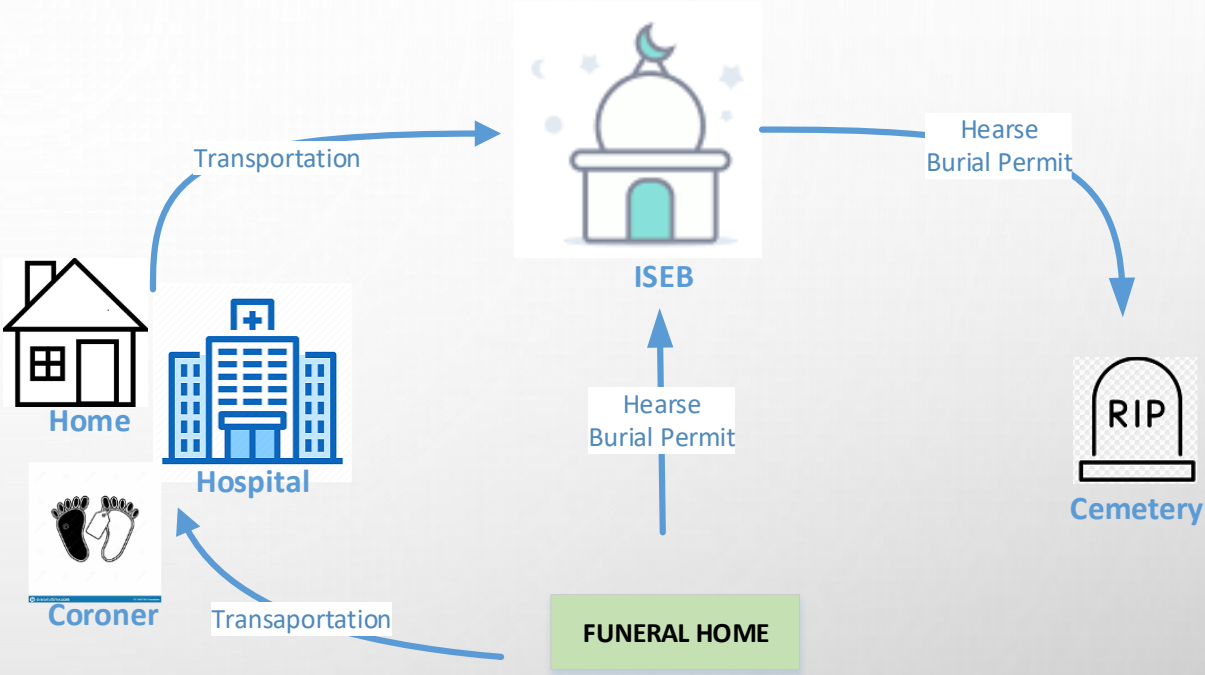 Transportation
Hearse
Burial Permit
ISEB
Home
Hospital
Hearse
Burial Permit
RIP
Cemetery
Coroner
Transaportation
FUNERAL HOME